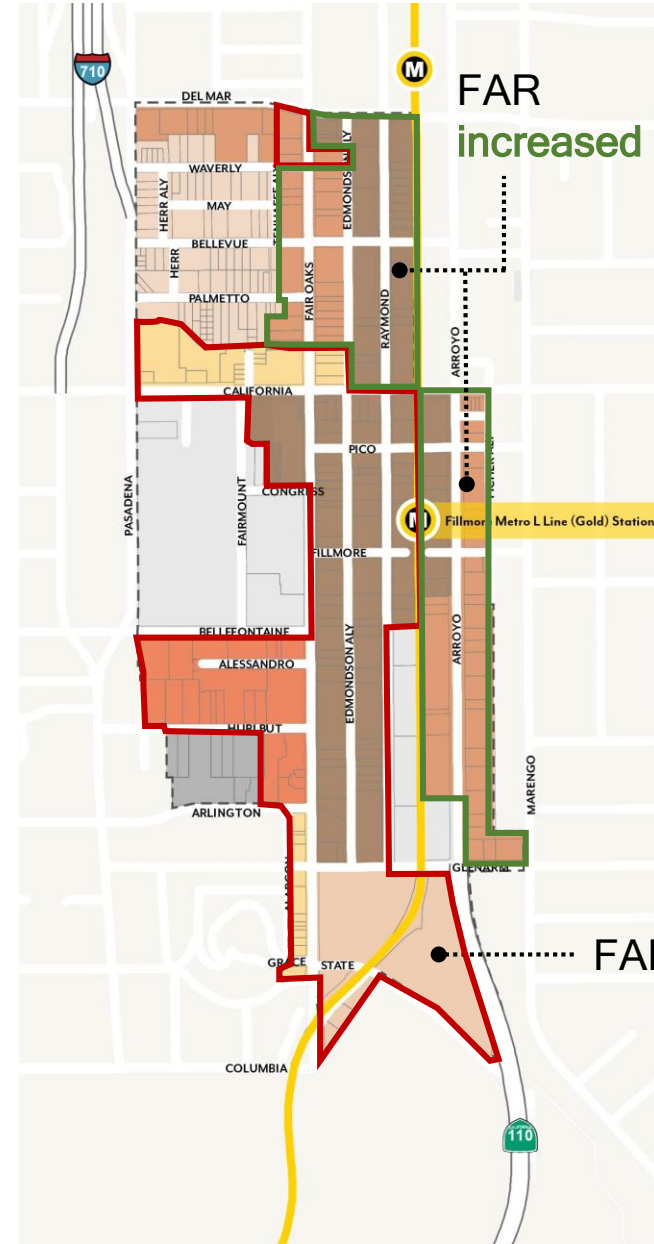 710
M
FAR
increased
DEL MAR
EDMONDSON ALY
WAVERLY
HERR ALY
MAY
BELLEVUE
HERR
FAIR OAKS
RAYMOND
PALMETTO
ARROYO
CALIFORNIA
PICO
PASADENA
FAIRMOUNT
CONGRESS
M
Fillmore Metro L Line (Gold) Station
FILLMORE
BELLEFONTAINE
ALESSANDRO
EDMONDSON ALY
ARROYO
HURLBUT
MARENGO
ARLINGTON
GLENARM
GRACE
STATE
COLUMBIA
110